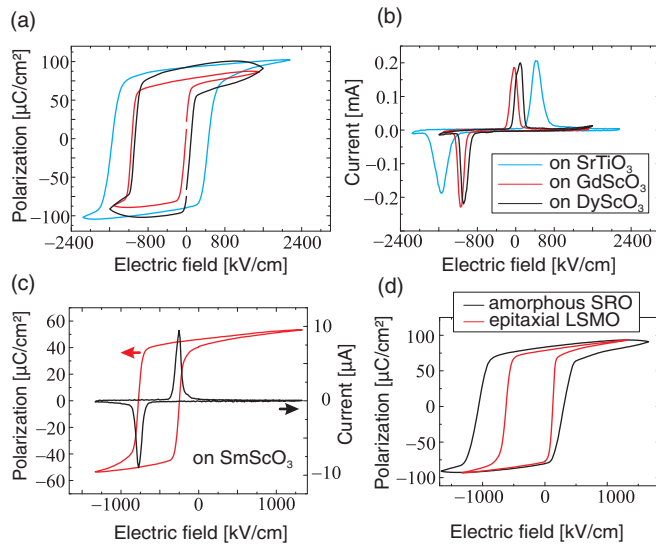 (a)
Polarization [µC/cm²]
100
50
0
−50
−100
−2400
−800
0
800
2400
Electric field [kV/cm]
(b)
Current [mA]
0.2
0.1
0.0
−0.1
−0.2
on SrTiO₃
on GdScO₃
on DyScO₃
−2400
−800
0
800
2400
Electric field [kV/cm]
(c)
Polarization [µC/cm²]
60
40
20
0
−20
−40
−60
10
0
−10
Current [µA]
on SmScO₃
−1000
0
1000
Electric field [kV/cm]
(d)
amorphous SRO
epitaxial LSMO
Polarization [µC/cm²]
100
50
0
−50
−100
−1000
0
1000
Electric field [kV/cm]